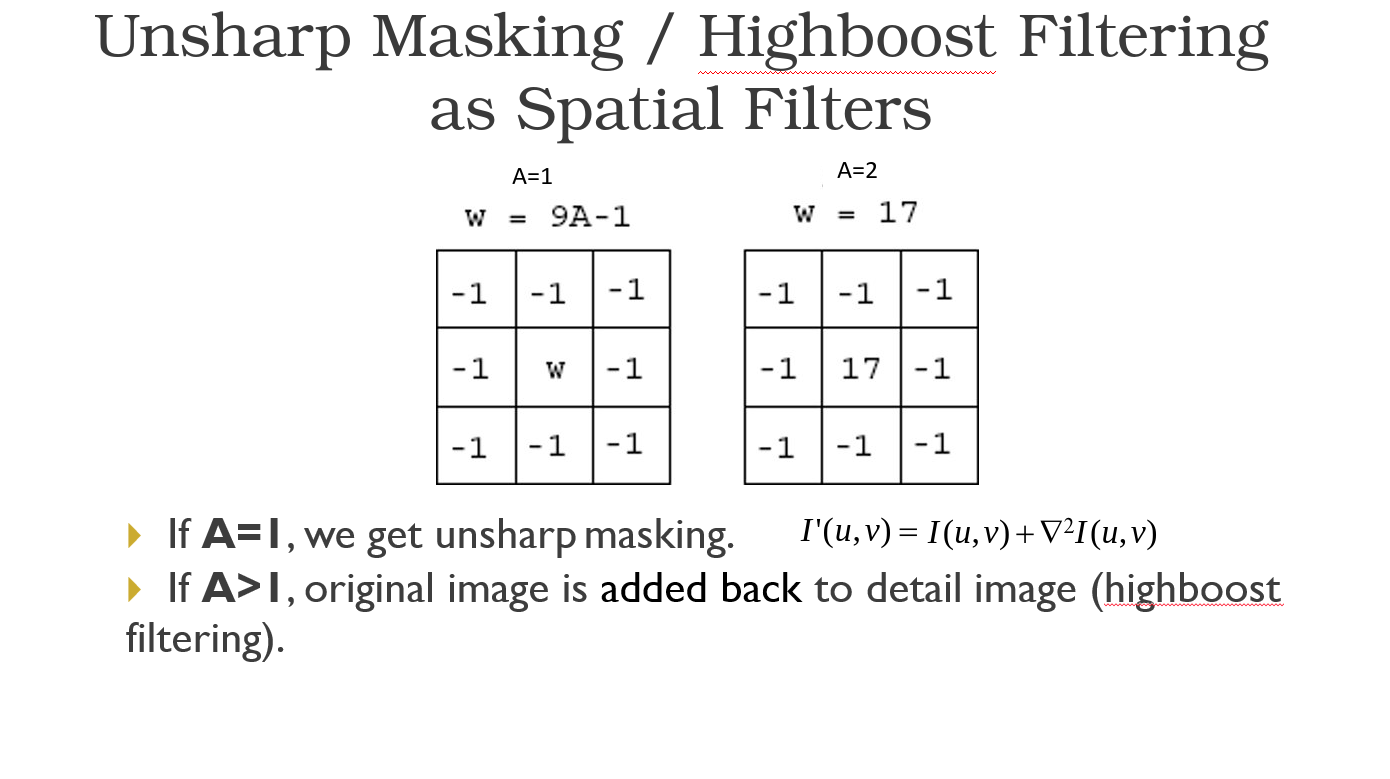 Unsharp Masking / Highboost Filtering
as Spatial Filters
A=1
A=2
w = 9A-1
w = 17
-1 -1 -1
-1 w -1
-1 -1 -1
-1 -1 -1
-1 17 -1
-1 -1 -1
If A=1, we get unsharp masking.
I'(u,v) = I(u,v)+∇²I(u,v)
If A>1, original image is added back to detail image (highboost
filtering).